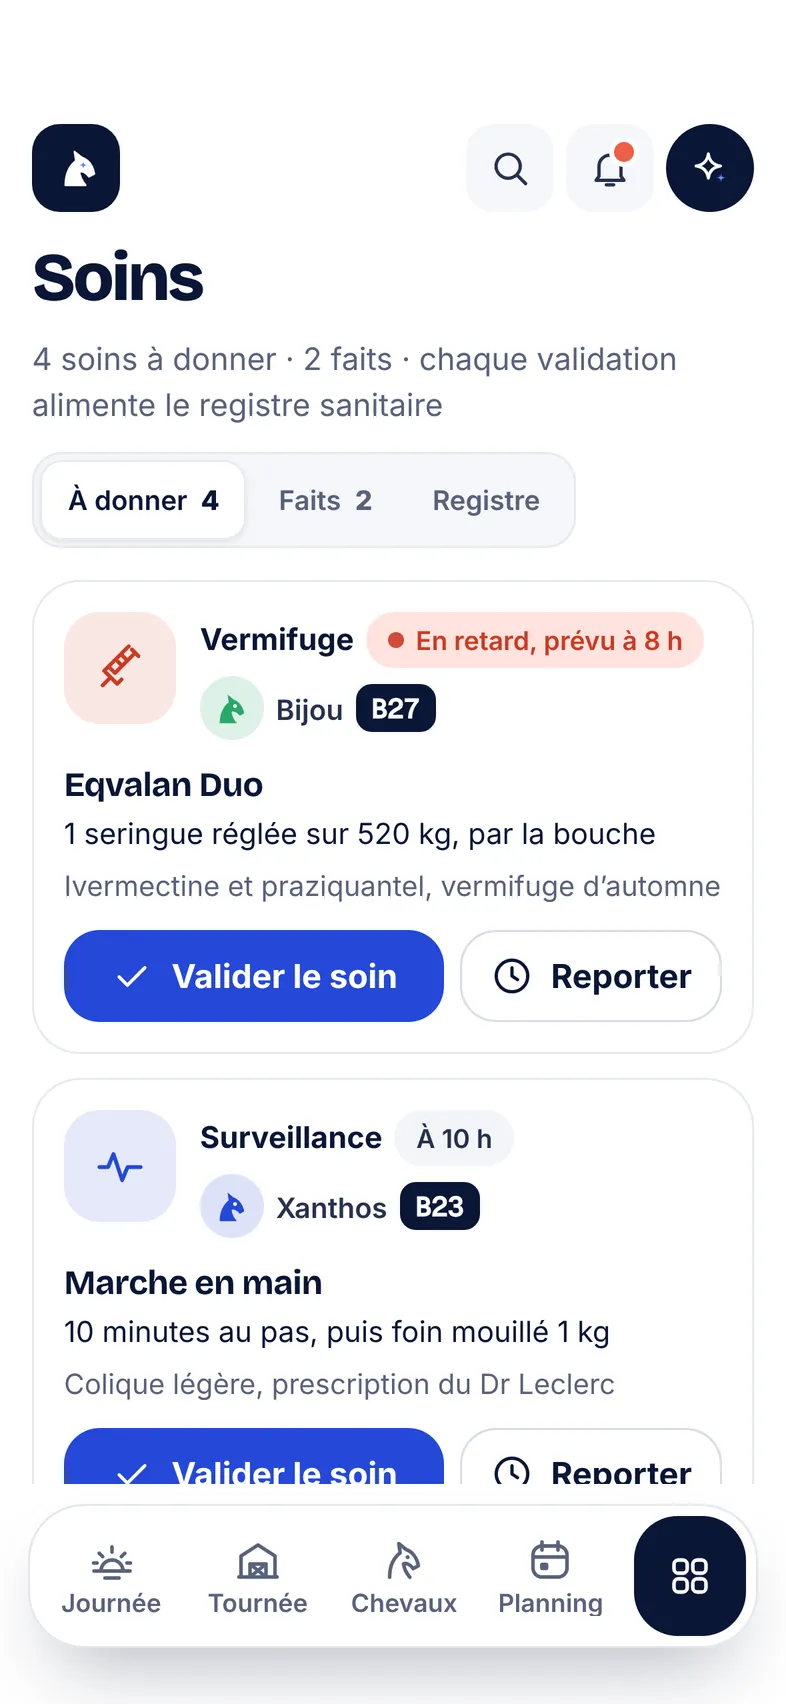 Soins
4 soins à donner · 2 faits · chaque validation
alimente le registre sanitaire
À donner 4 Faits 2 Registre
Vermifuge En retard, prévu à 8 h
Bijou B27
Eqvalan Duo
1 seringue réglée sur 520 kg, par la bouche
Ivermectine et praziquantel, vermifuge d’automne
Valider le soin Reporter
Surveillance À 10 h
Xanthos B23
Marche en main
10 minutes au pas, puis foin mouillé 1 kg
Colique légère, prescription du Dr Leclerc
Valider le soin Reporter
Journée Tournée Chevaux Planning